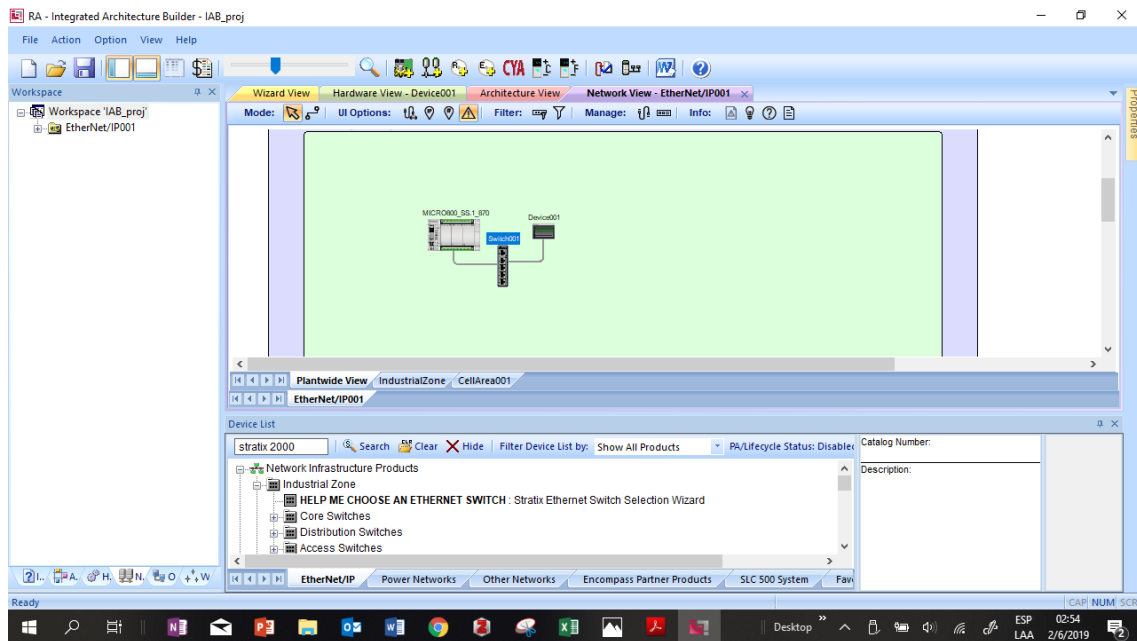 RA - Integrated Architecture Builder - IAB_proj
File Action Option View Help
CYA
Workspace
Wizard View Hardware View - Device001 Architecture View Network View - EtherNet/IP001
Properties
Workspace 'IAB_proj'
EtherNet/IP001
Mode: UI Options: Filter: Manage: Info:
MICRO800_SS.1_870
Device001
Switch001
Plantwide View IndustrialZone CellArea001
EtherNet/IP001
Device List
stratix 2000 Search Clear Hide Filter Device List by: Show All Products PA/Lifecycle Status: Disabled
Catalog Number:
Description:
Network Infrastructure Products
Industrial Zone
HELP ME CHOOSE AN ETHERNET SWITCH : Stratix Ethernet Switch Selection Wizard
Core Switches
Distribution Switches
Access Switches
I.. A. H. N. O W
EtherNet/IP Power Networks Other Networks Encompass Partner Products SLC 500 System Fav
Ready
CAP NUM SCR
Desktop
ESP
LAA
02:54
2/6/2019